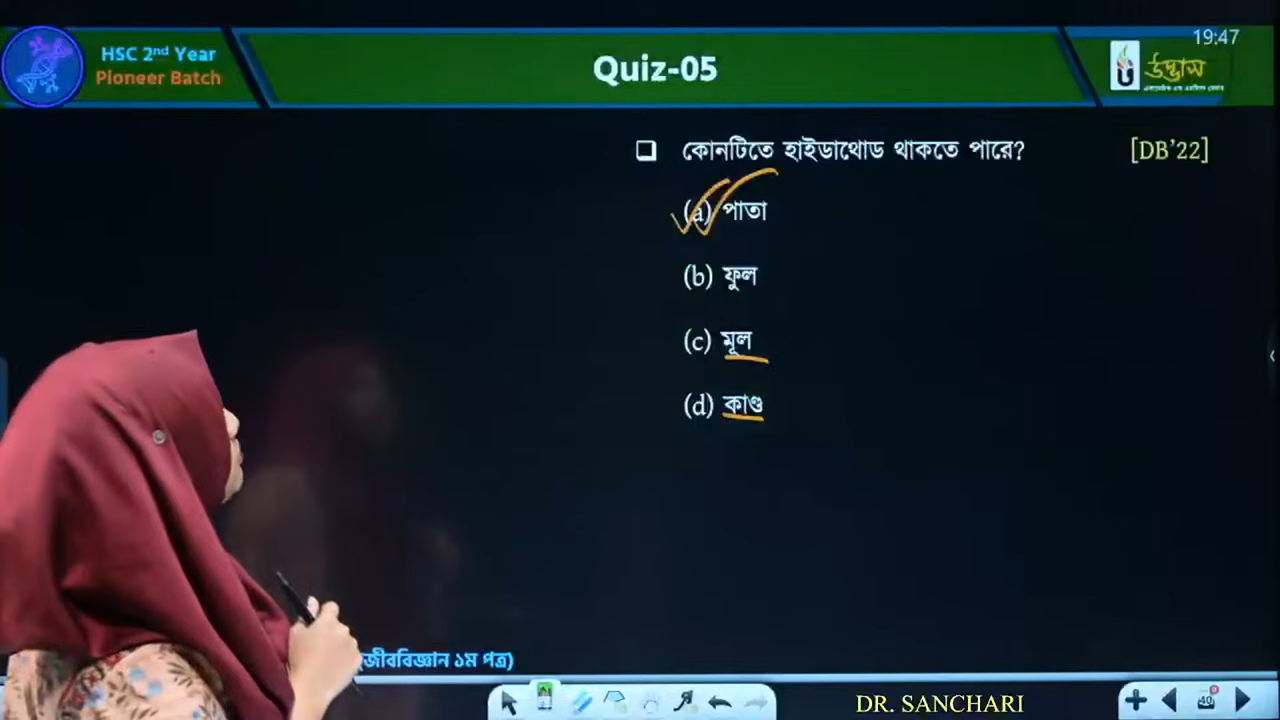 19:47
HSC 2nd Year
Pioneer Batch
Quiz-05
উদ্ভাস
❑ কোনটিতে হাইডাথোড থাকতে পারে? [DB'22]
(a) পাতা
(b) ফুল
(c) মূল
(d) কাণ্ড
জীববিজ্ঞান ১ম পত্র)
DR. SANCHARI